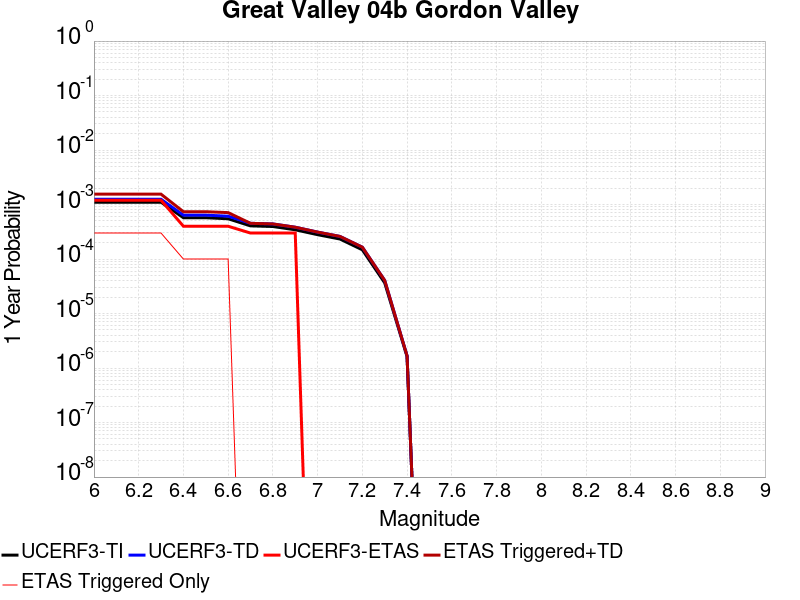 Great Valley 04b Gordon Valley
10^0
10^-1
10^-2
10^-3
10^-4
10^-5
10^-6
10^-7
10^-8
1 Year Probability
6 6.2 6.4 6.6 6.8 7 7.2 7.4 7.6 7.8 8 8.2 8.4 8.6 8.8 9
Magnitude
UCERF3-TI UCERF3-TD UCERF3-ETAS ETAS Triggered+TD
ETAS Triggered Only